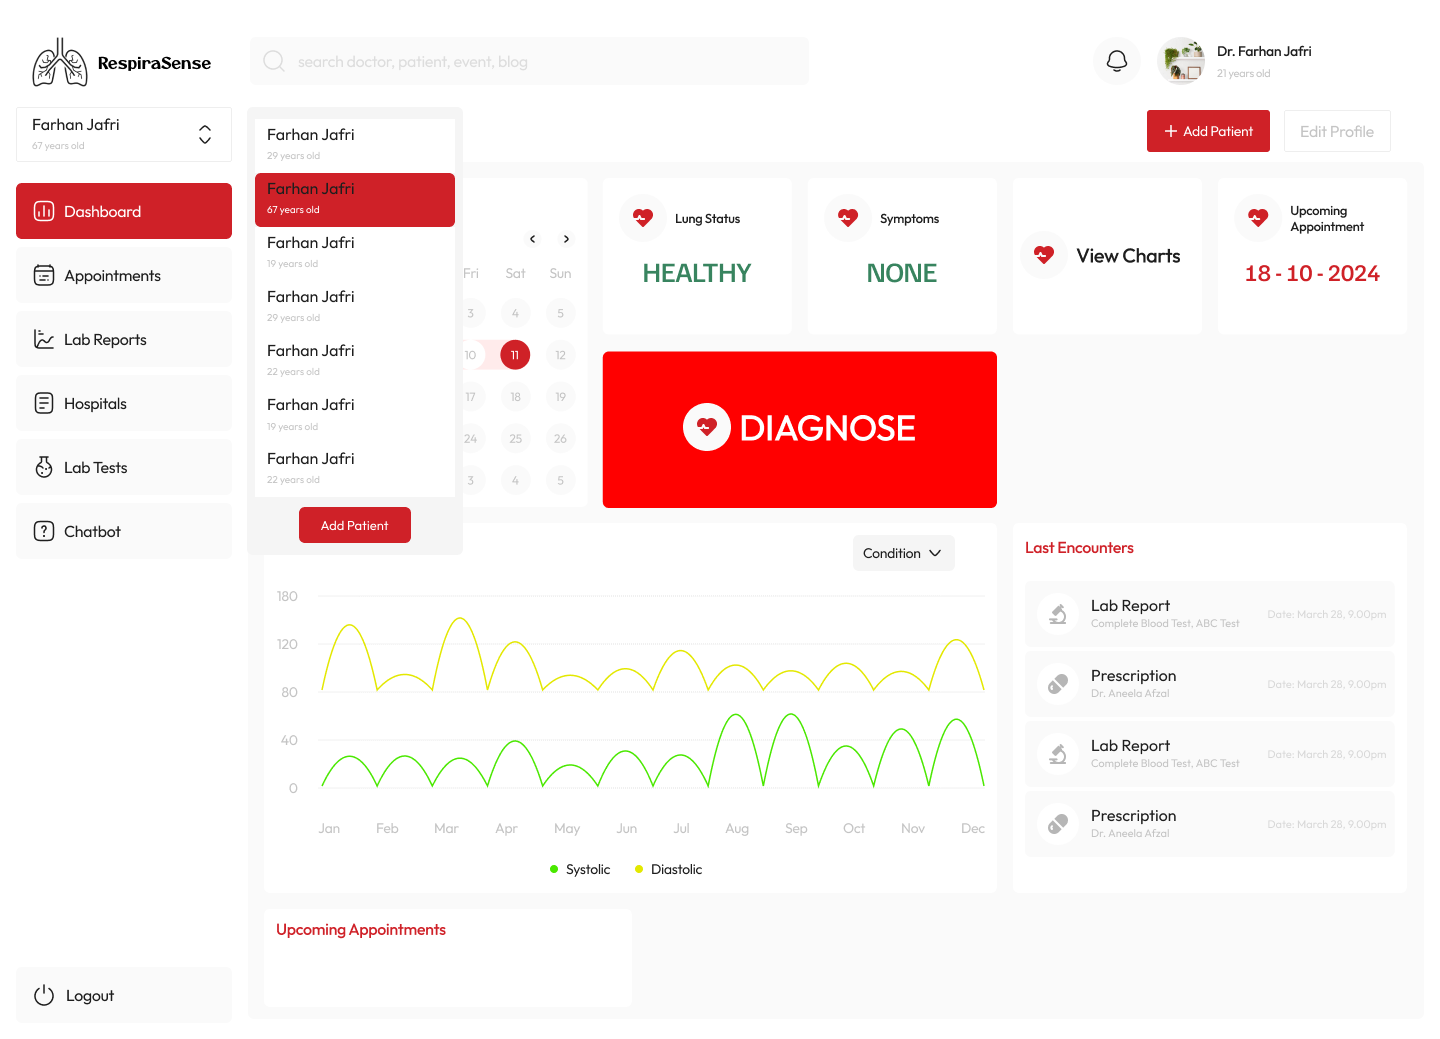 RespiraSense
search doctor, patient, event, blog
Dr. Farhan Jafri
21 years old
Farhan Jafri
67 years old
Add Patient
Edit Profile
Dashboard
Appointments
Lab Reports
Hospitals
Lab Tests
Chatbot
Logout
Farhan Jafri
29 years old
Farhan Jafri
67 years old
Farhan Jafri
19 years old
Farhan Jafri
29 years old
Farhan Jafri
22 years old
Farhan Jafri
19 years old
Farhan Jafri
22 years old
Add Patient
Fri Sat Sun
3 4 5
10 11 12
17 18 19
24 25 26
3 4 5
Lung Status
HEALTHY
Symptoms
NONE
View Charts
Upcoming
Appointment
18 - 10 - 2024
DIAGNOSE
Condition
180
120
80
40
0
Jan Feb Mar Apr May Jun Jul Aug Sep Oct Nov Dec
Systolic Diastolic
Last Encounters
Lab Report
Complete Blood Test, ABC Test
Date: March 28, 9.00pm
Prescription
Dr. Aneela Afzal
Date: March 28, 9.00pm
Lab Report
Complete Blood Test, ABC Test
Date: March 28, 9.00pm
Prescription
Dr. Aneela Afzal
Date: March 28, 9.00pm
Upcoming Appointments